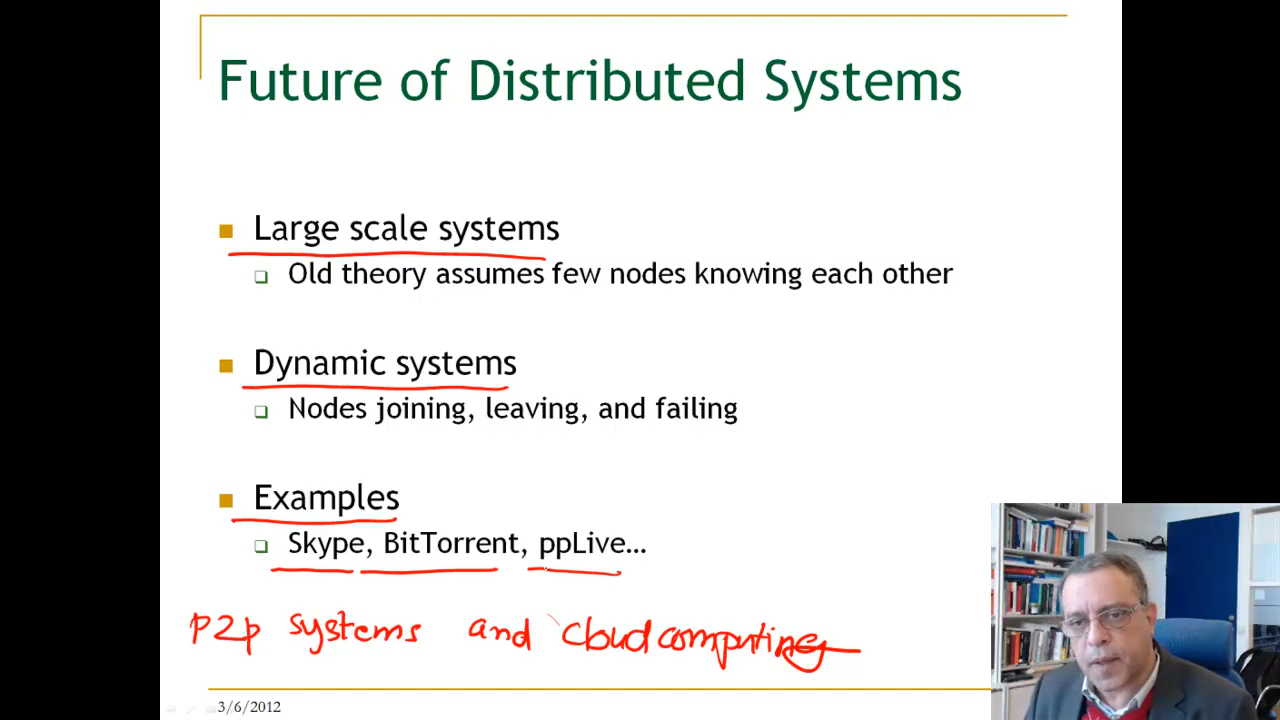 Future of Distributed Systems
Large scale systems
Old theory assumes few nodes knowing each other
Dynamic systems
Nodes joining, leaving, and failing
Examples
Skype, BitTorrent, ppLive…
P2p systems and cloud computing
3/6/2012